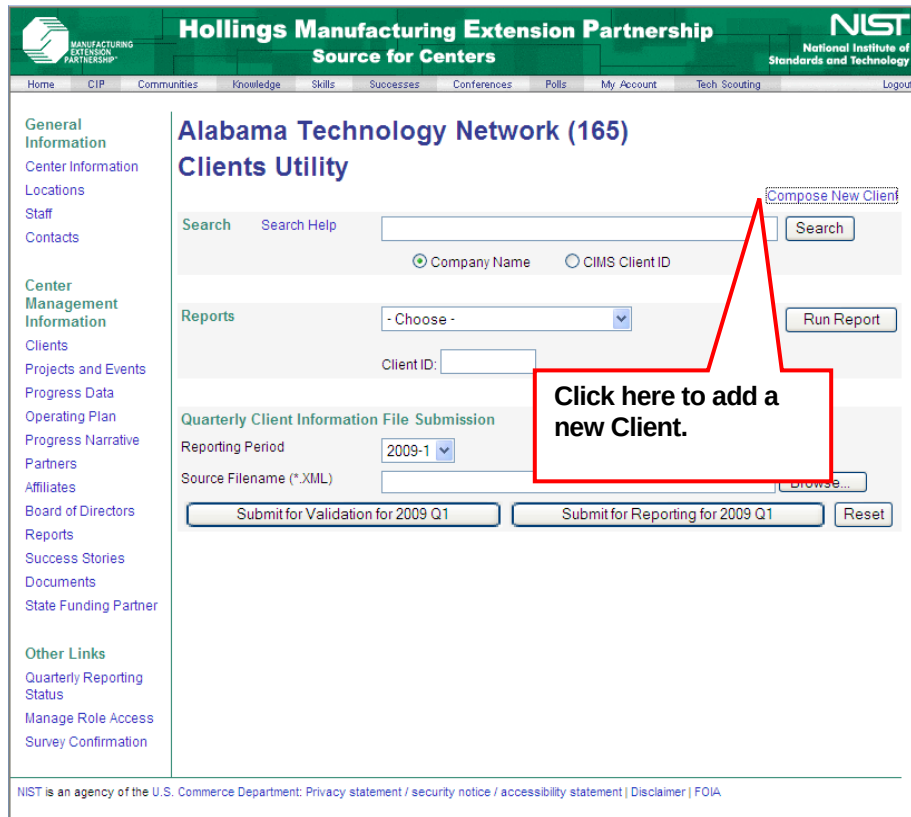 MANUFACTURING
EXTENSION
PARTNERSHIP
Hollings Manufacturing Extension Partnership
Source for Centers
NIST
National Institute of
Standards and Technology
Home CIP Communities Knowledge Skills Successes Conferences Polls My Account Tech Scouting Logout
General
Information
Center Information
Locations
Staff
Contacts
Center
Management
Information
Clients
Projects and Events
Progress Data
Operating Plan
Progress Narrative
Partners
Affiliates
Board of Directors
Reports
Success Stories
Documents
State Funding Partner
Other Links
Quarterly Reporting
Status
Manage Role Access
Survey Confirmation
Alabama Technology Network (165)
Clients Utility
Compose New Client
Search Search Help Search
Company Name CIMS Client ID
Reports - Choose - Run Report
Client ID:
Click here to add a
new Client.
Quarterly Client Information File Submission
Reporting Period 2009-1
Source Filename (*.XML) Browse...
Submit for Validation for 2009 Q1 Submit for Reporting for 2009 Q1 Reset
NIST is an agency of the U.S. Commerce Department: Privacy statement / security notice / accessibility statement | Disclaimer | FOIA